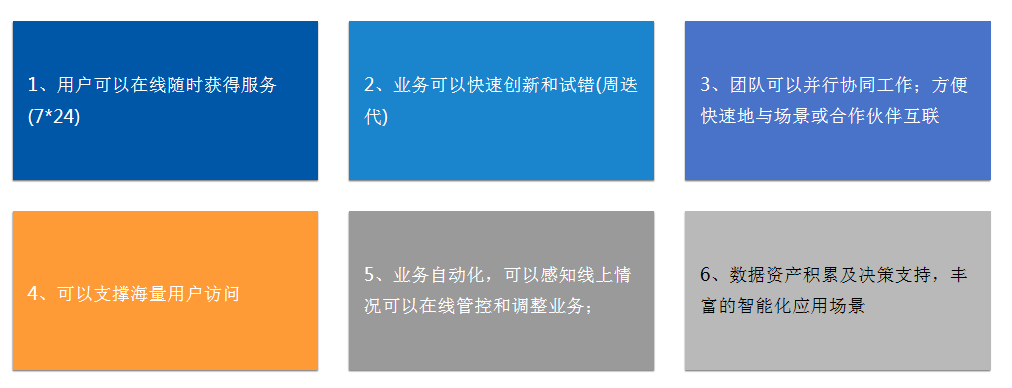 1、用户可以在线随时获得服务
(7*24)
2、业务可以快速创新和试错(周迭
代)
3、团队可以并行协同工作；方便
快速地与场景或合作伙伴互联
4、可以支撑海量用户访问
5、业务自动化，可以感知线上情
况可以在线管控和调整业务；
6、数据资产积累及决策支持，丰
富的智能化应用场景